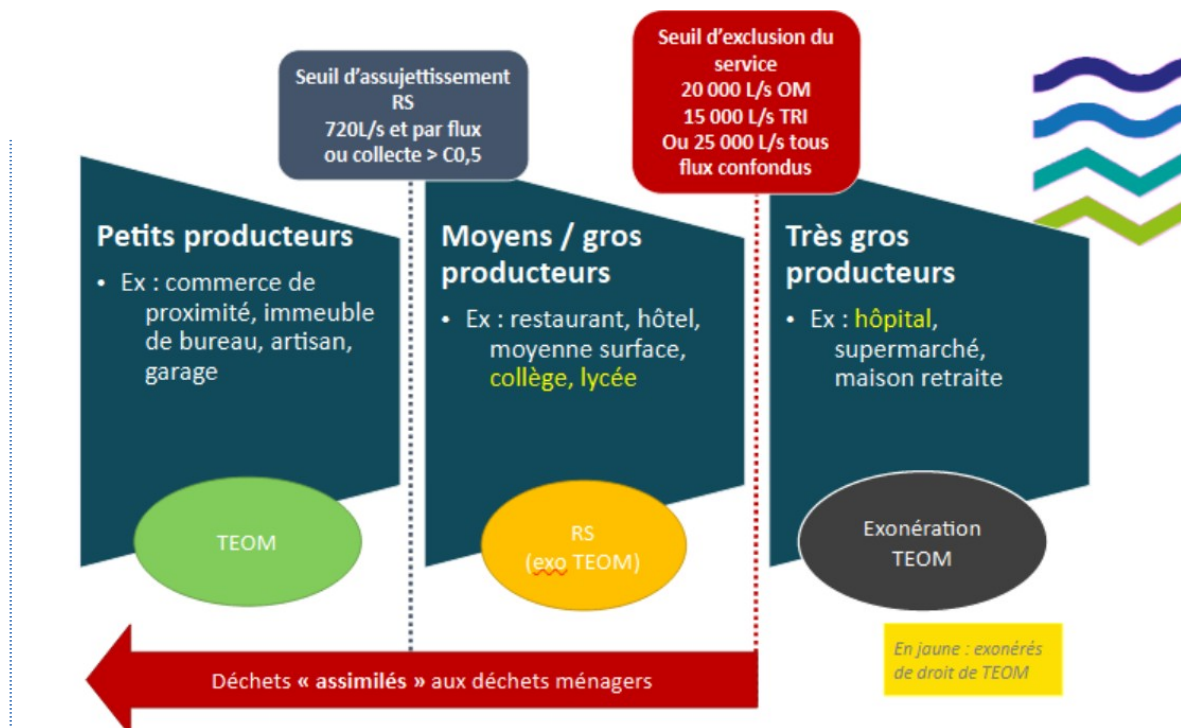 Seuil d'assujettissement
RS
720L/s et par flux
ou collecte > C0,5
Seuil d'exclusion du
service
20 000 L/s OM
15 000 L/s TRI
Ou 25 000 L/s tous
flux confondus
Petits producteurs
• Ex : commerce de
proximité, immeuble
de bureau, artisan,
garage
TEOM
Moyens / gros
producteurs
• Ex : restaurant, hôtel,
moyenne surface,
collège, lycée
RS
(exo TEOM)
Très gros
producteurs
• Ex : hôpital,
supermarché,
maison retraite
Exonération
TEOM
Déchets « assimilés » aux déchets ménagers
En jaune : exonérés
de droit de TEOM